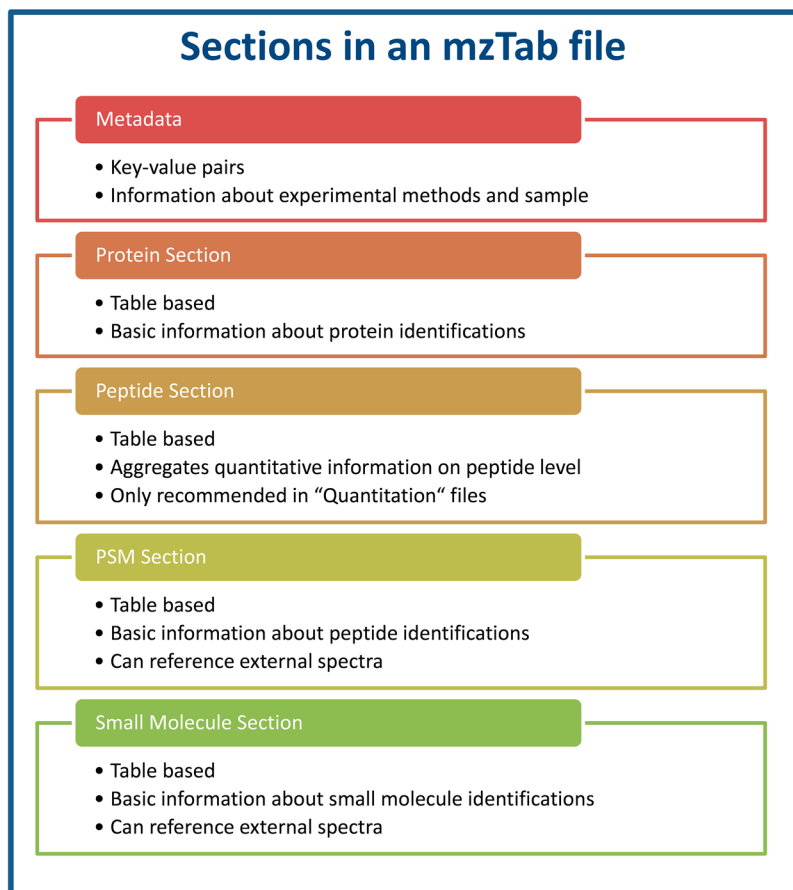 Sections in an mzTab file
Metadata
• Key-value pairs
• Information about experimental methods and sample
Protein Section
• Table based
• Basic information about protein identifications
Peptide Section
• Table based
• Aggregates quantitative information on peptide level
• Only recommended in “Quantitation“ files
PSM Section
• Table based
• Basic information about peptide identifications
• Can reference external spectra
Small Molecule Section
• Table based
• Basic information about small molecule identifications
• Can reference external spectra